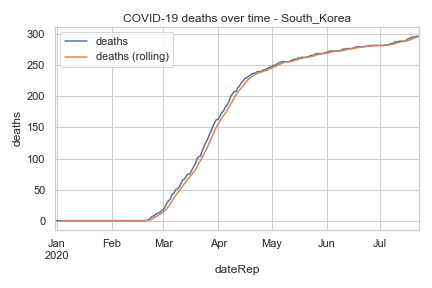 COVID-19 deaths over time - South_Korea
deaths
deaths (rolling)
300
250
200
150
100
50
0
deaths
Jan Feb Mar Apr May Jun Jul
2020
dateRep